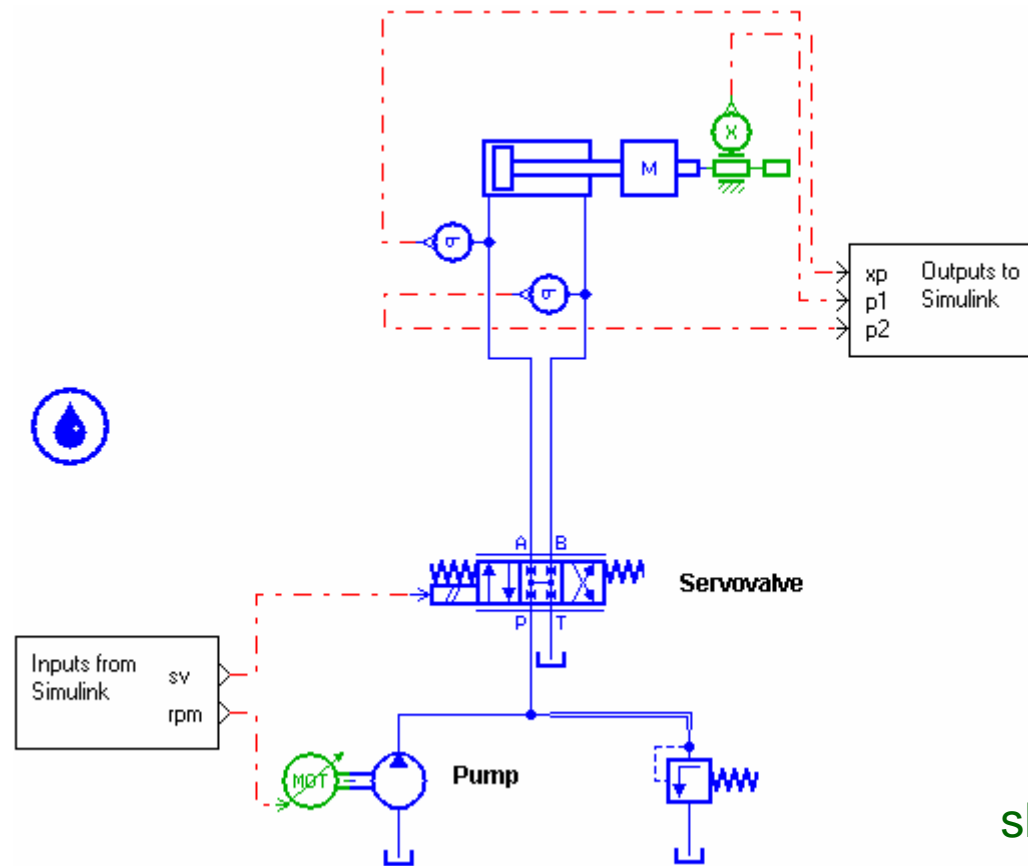 X
M
σ
σ
xp
Outputs to
Simulink
p1
p2
A B
Servovalve
P T
Inputs from
Simulink
sv
rpm
MOT
Pump